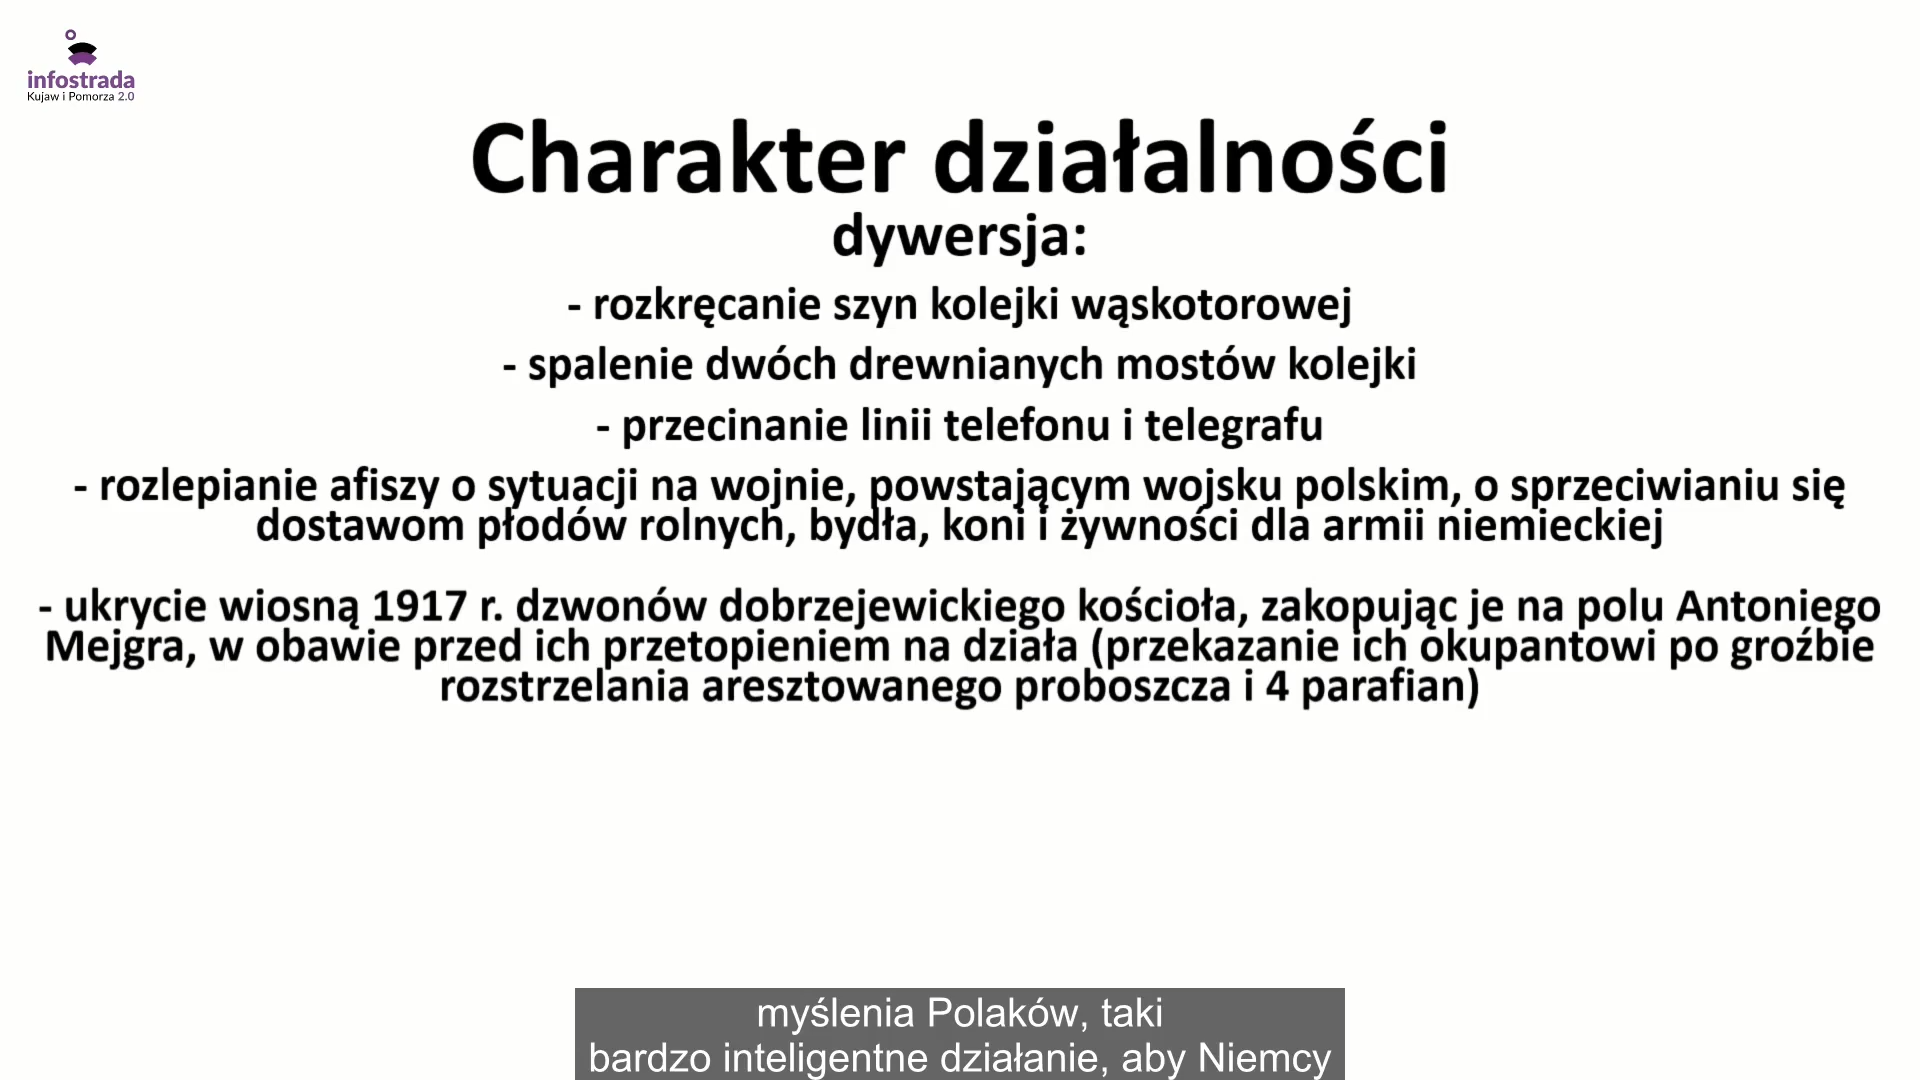 infostrada
Kujaw i Pomorza 2.0
Charakter działalności
dywersja:
- rozkręcanie szyn kolejki wąskotorowej
- spalenie dwóch drewnianych mostów kolejki
- przecinanie linii telefonu i telegrafu
- rozlepianie afiszy o sytuacji na wojnie, powstającym wojsku polskim, o sprzeciwianiu się
dostawom płodów rolnych, bydła, koni i żywności dla armii niemieckiej
- ukrycie wiosną 1917 r. dzwonów dobrzejewickiego kościoła, zakopując je na polu Antoniego
Mejgra, w obawie przed ich przetopieniem na działa (przekazanie ich okupantowi po groźbie
rozstrzelania aresztowanego proboszcza i 4 parafian)
myślenia Polaków, taki
bardzo inteligentne działanie, aby Niemcy